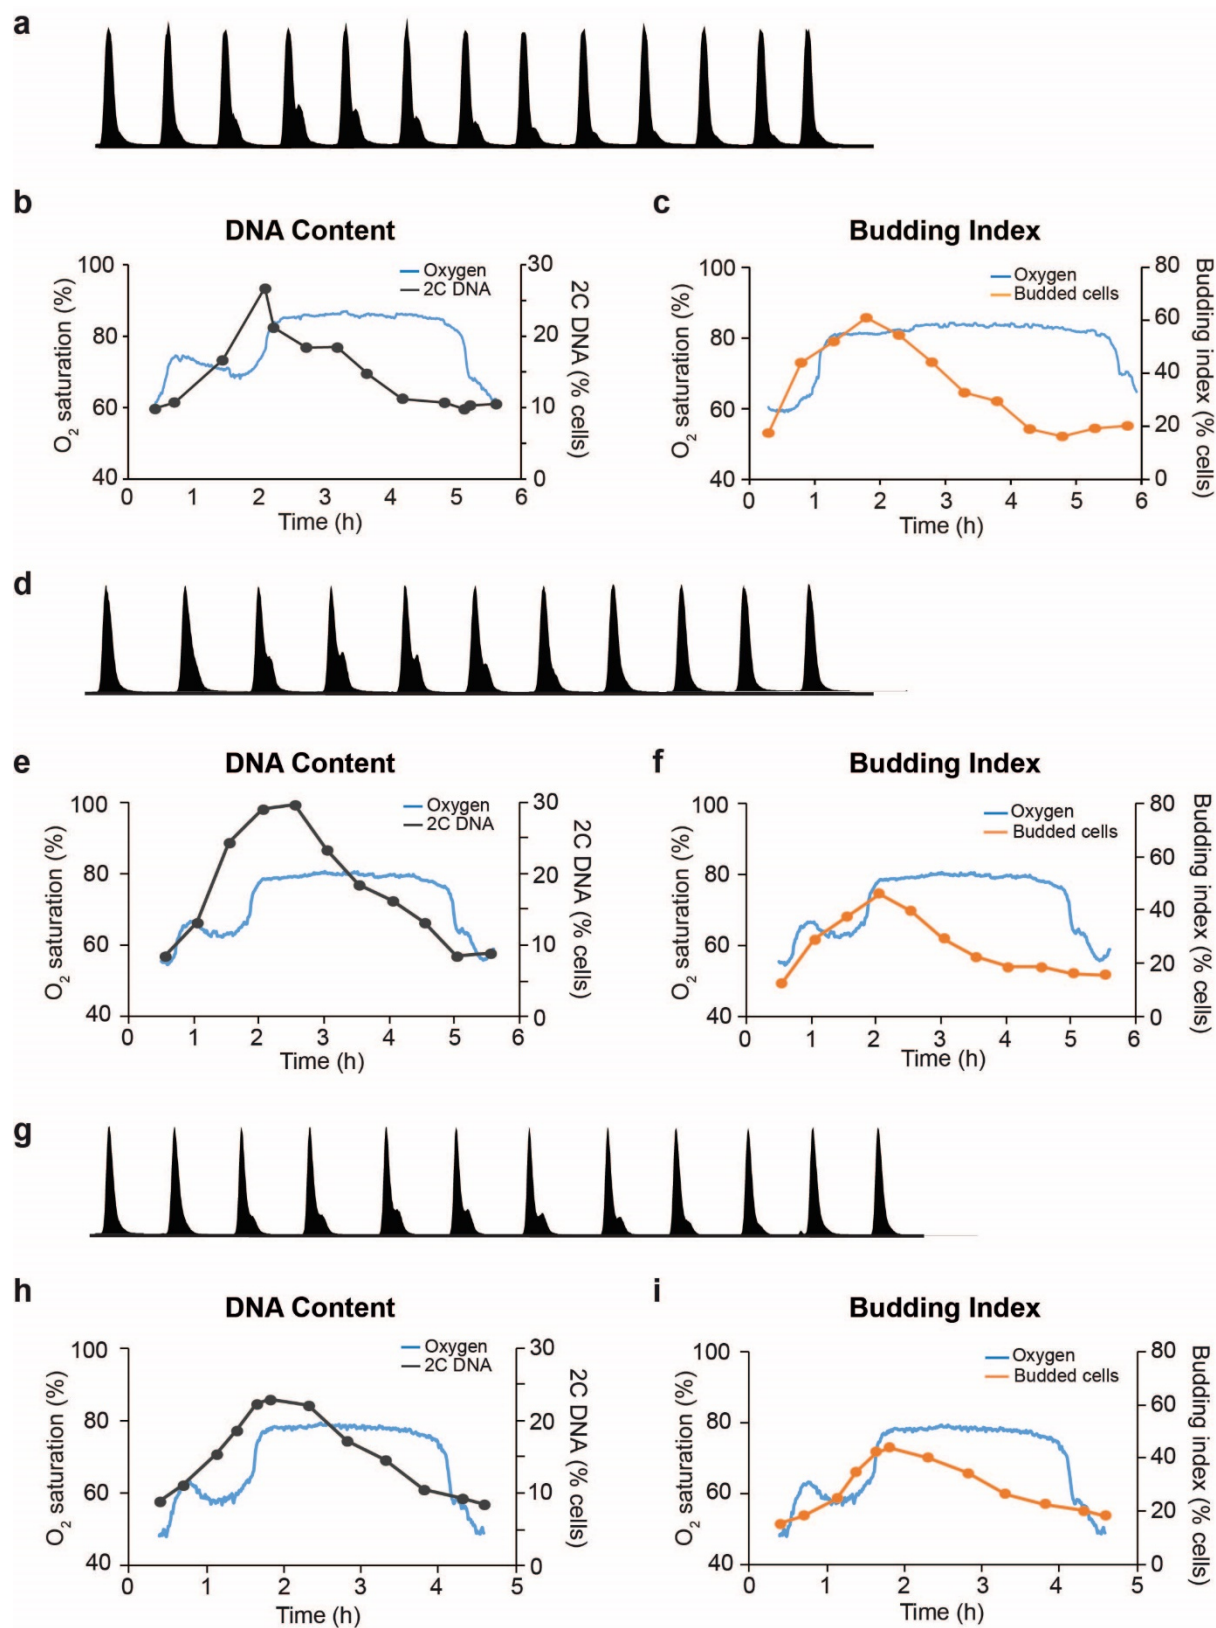 a
b
DNA Content
O2 saturation (%)
100
80
60
40
Oxygen
2C DNA
30
20
10
0
2C DNA (% cells)
0 1 2 3 4 5 6
Time (h)
c
Budding Index
O2 saturation (%)
100
80
60
40
Oxygen
Budded cells
80
60
40
20
0
Budding index (% cells)
0 1 2 3 4 5 6
Time (h)
d
e
DNA Content
O2 saturation (%)
100
80
60
40
Oxygen
2C DNA
30
20
10
0
2C DNA (% cells)
0 1 2 3 4 5 6
Time (h)
f
Budding Index
O2 saturation (%)
100
80
60
40
Oxygen
Budded cells
80
60
40
20
0
Budding index (% cells)
0 1 2 3 4 5 6
Time (h)
g
h
DNA Content
O2 saturation (%)
100
80
60
40
Oxygen
2C DNA
30
20
10
0
2C DNA (% cells)
0 1 2 3 4 5
Time (h)
i
Budding Index
O2 saturation (%)
100
80
60
40
Oxygen
Budded cells
80
60
40
20
0
Budding index (% cells)
0 1 2 3 4 5
Time (h)